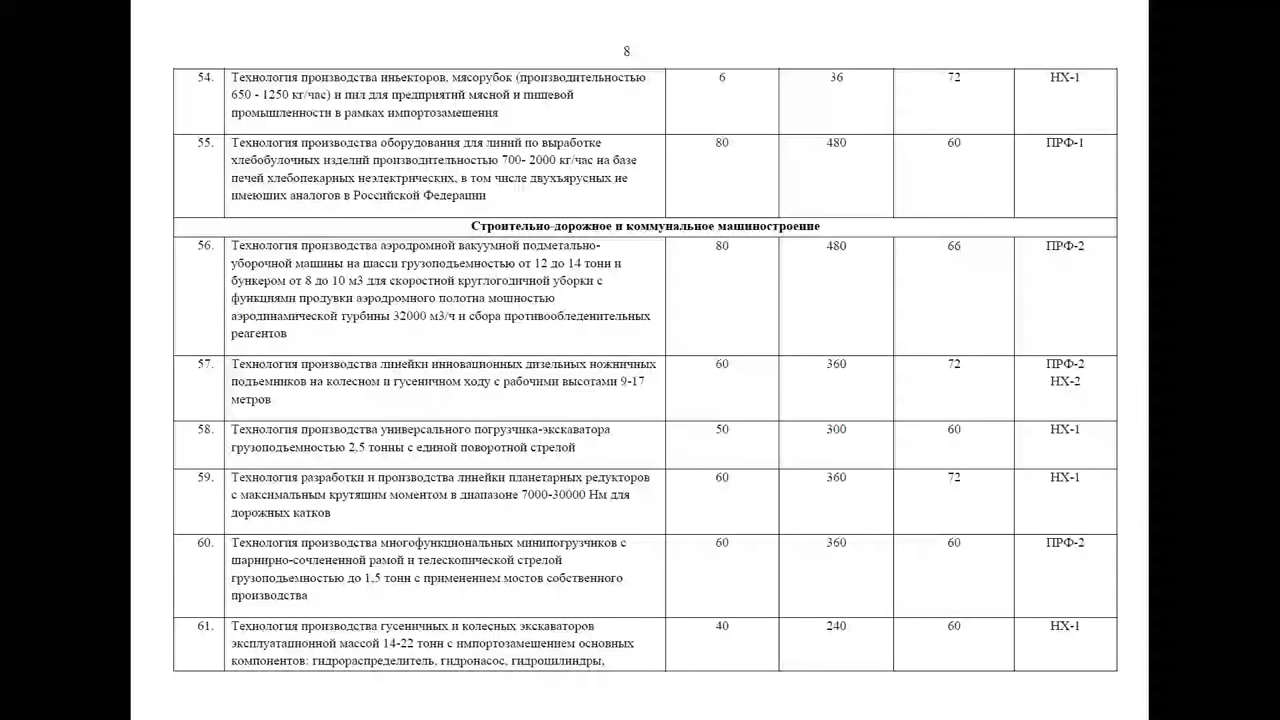 8
54. Технология производства инъекторов, мясорубок (производительностью 6 36 72 НХ-1
650 - 1250 кг/час) и пил для предприятий мясной и пищевой
промышленности в рамках импортозамещения
55. Технология производства оборудования для линий по выработке 80 480 60 ПРФ-1
хлебобулочных изделий производительностью 700- 2000 кг/час на базе
печей хлебопекарных неэлектрических, в том числе двухъярусных не
имеющих аналогов в Российской Федерации
Строительно-дорожное и коммунальное машиностроение
56. Технология производства аэродромной вакуумной подметально- 80 480 66 ПРФ-2
уборочной машины на шасси грузоподъемностью от 12 до 14 тонн и
бункером от 8 до 10 м3 для скоростной круглогодичной уборки с
функциями продувки аэродромного полотна мощностью
аэродинамической турбины 32000 м3/ч и сбора противообледенительных
реагентов
57. Технология производства линейки инновационных дизельных ножничных 60 360 72 ПРФ-2
подъемников на колесном и гусеничном ходу с рабочими высотами 9-17 НХ-2
метров
58. Технология производства универсального погрузчика-экскаватора 50 300 60 НХ-1
грузоподъемностью 2,5 тонны с единой поворотной стрелой
59. Технология разработки и производства линейки планетарных редукторов 60 360 72 НХ-1
с максимальным крутящим моментом в диапазоне 7000-30000 Нм для
дорожных катков
60. Технология производства многофункциональных минипогрузчиков с 60 360 60 ПРФ-2
шарнирно-сочлененной рамой и телескопической стрелой
грузоподъемностью до 1,5 тонн с применением мостов собственного
производства
61. Технология производства гусеничных и колесных экскаваторов 40 240 60 НХ-1
эксплуатационной массой 14-22 тонн с импортозамещением основных
компонентов: гидрораспределитель, гидронасос, гидроцилиндры,